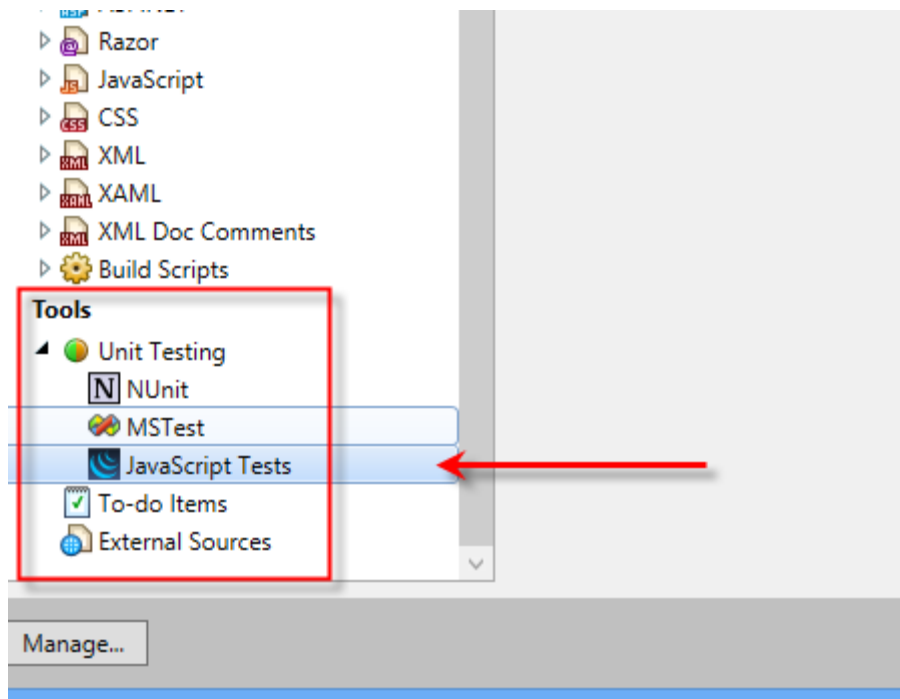 Razor
JavaScript
CSS
XML
XAML
XML Doc Comments
Build Scripts
Tools
Unit Testing
N NUnit
MSTest
JavaScript Tests
To-do Items
External Sources
Manage...